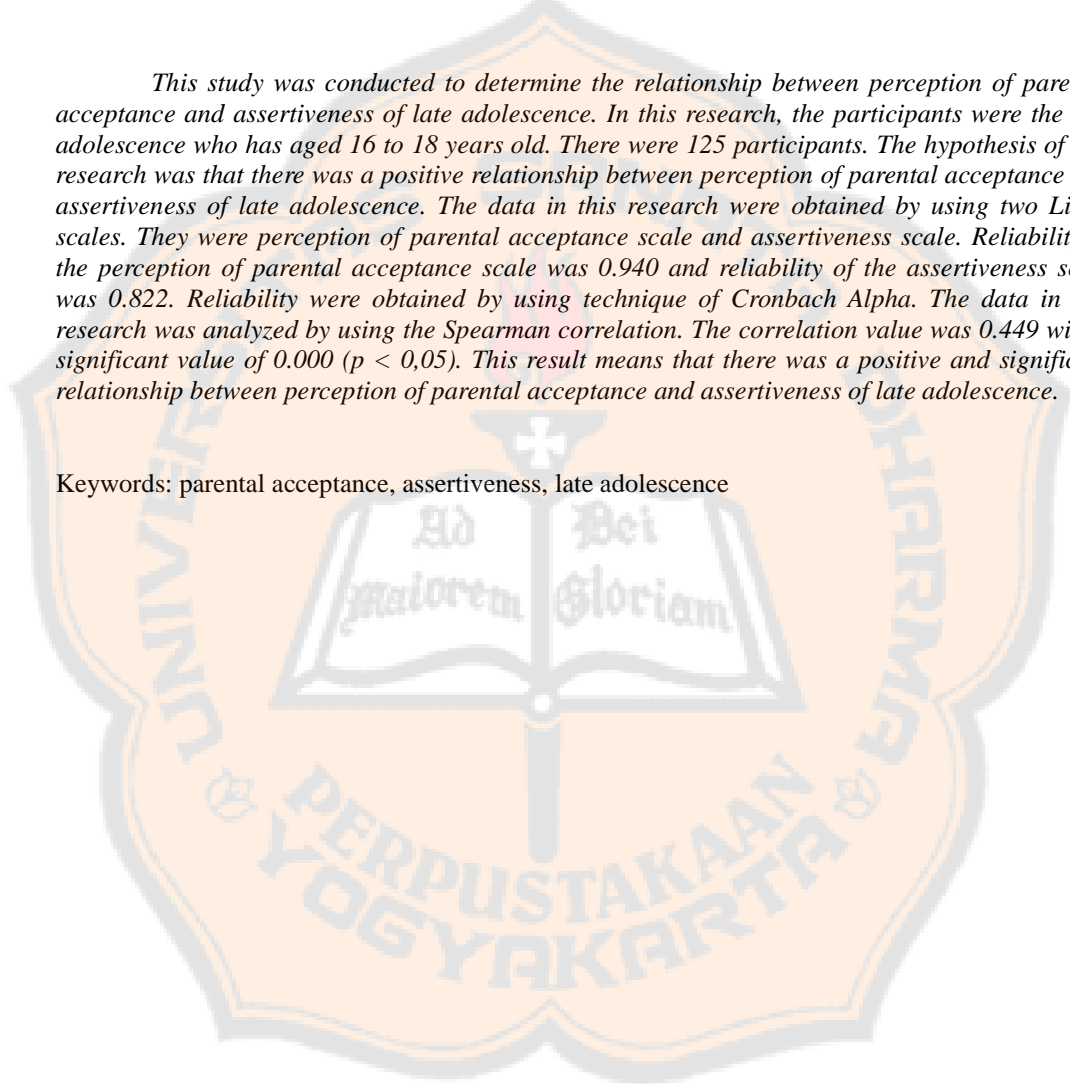 This study was conducted to determine the relationship between perception of pare
acceptance and assertiveness of late adolescence. In this research, the participants were the
adolescence who has aged 16 to 18 years old. There were 125 participants. The hypothesis of
research was that there was a positive relationship between perception of parental acceptance
assertiveness of late adolescence. The data in this research were obtained by using two Li
scales. They were perception of parental acceptance scale and assertiveness scale. Reliabilit
the perception of parental acceptance scale was 0.940 and reliability of the assertiveness s
was 0.822. Reliability were obtained by using technique of Cronbach Alpha. The data in
research was analyzed by using the Spearman correlation. The correlation value was 0.449 wi
significant value of 0.000 (p < 0,05). This result means that there was a positive and signific
relationship between perception of parental acceptance and assertiveness of late adolescence.
Keywords: parental acceptance, assertiveness, late adolescence
UNIVERSITAS SANATA DHARMA
Ad Dei
Maiorem Gloriam
PERPUSTAKAAN
YOGYAKARTA